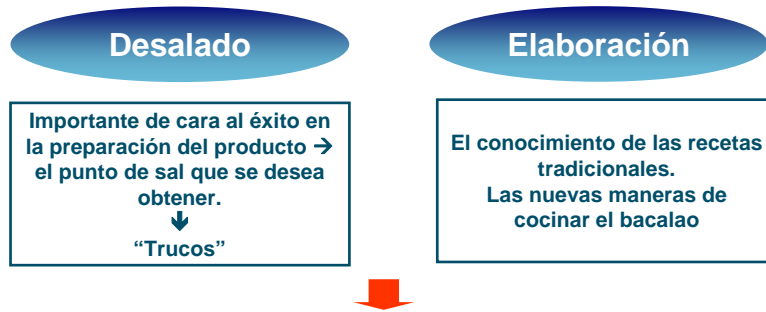 Desalado
Importante de cara al éxito en
la preparación del producto →
el punto de sal que se desea
obtener.
↓
“Trucos”
Elaboración
El conocimiento de las recetas
tradicionales.
Las nuevas maneras de
cocinar el bacalao